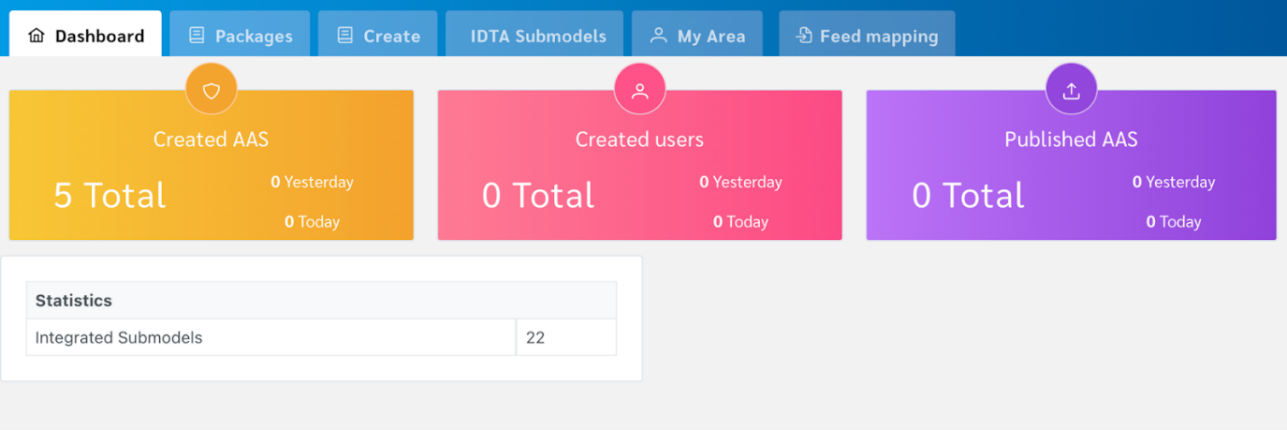 Dashboard
Packages
Create
IDTA Submodels
My Area
Feed mapping
Created AAS
5 Total
0 Yesterday
0 Today
Created users
0 Total
0 Yesterday
0 Today
Published AAS
0 Total
0 Yesterday
0 Today
Statistics
Integrated Submodels 22